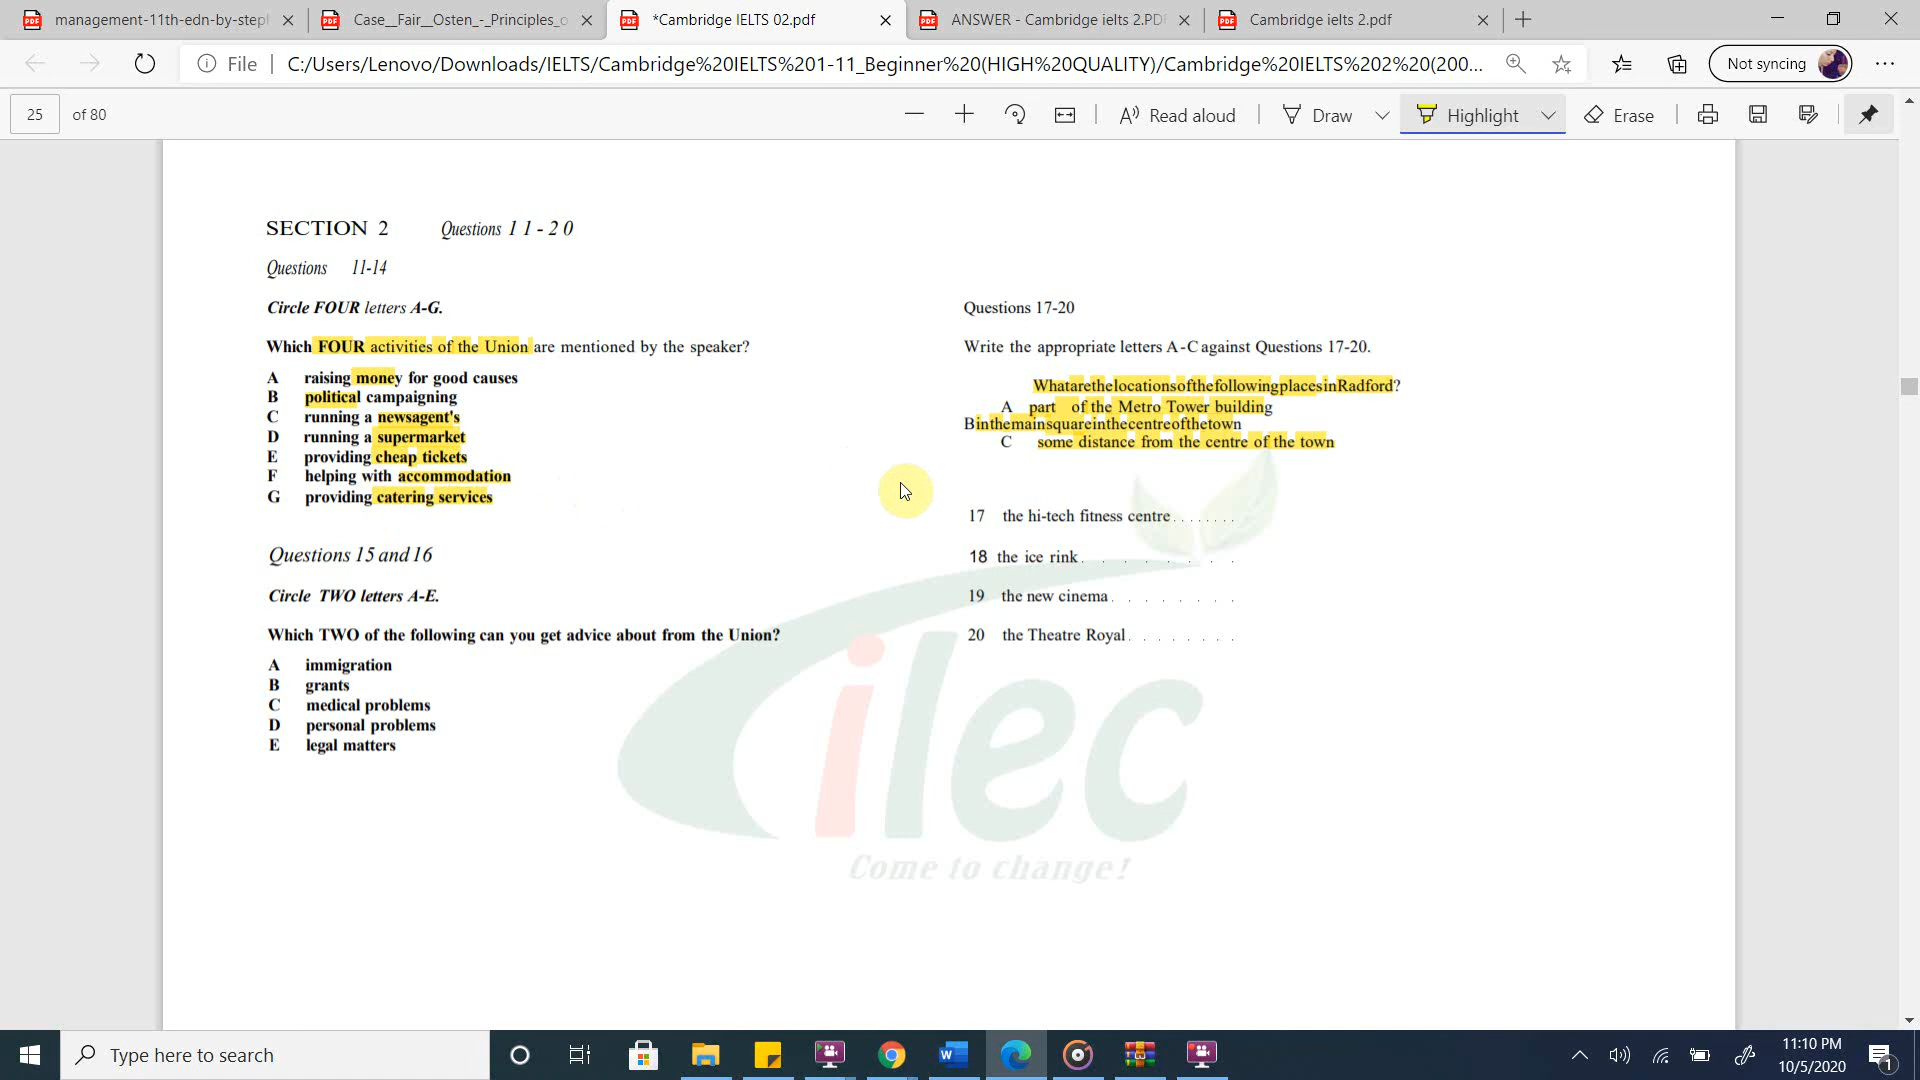 management-11th-edn-by-steph
Case__Fair__Osten_-_Principles_o
*Cambridge IELTS 02.pdf
ANSWER - Cambridge ielts 2.PDF
Cambridge ielts 2.pdf
File
C:/Users/Lenovo/Downloads/IELTS/Cambridge%20IELTS%201-11_Beginner%20(HIGH%20QUALITY)/Cambridge%20IELTS%202%20(200...
Not syncing
25 of 80
Read aloud
Draw
Highlight
Erase
SECTION 2 Questions 11-20
Questions 11-14
Circle FOUR letters A-G.
Which FOUR activities of the Union are mentioned by the speaker?
A raising money for good causes
B political campaigning
C running a newsagent's
D running a supermarket
E providing cheap tickets
F helping with accommodation
G providing catering services
Questions 15 and 16
Circle TWO letters A-E.
Which TWO of the following can you get advice about from the Union?
A immigration
B grants
C medical problems
D personal problems
E legal matters
Questions 17-20
Write the appropriate letters A-C against Questions 17-20.
WhatarethelocationsofthefollowingplacesinRadford?
A part of the Metro Tower building
Binthemainsquareinthecentreofthetown
C some distance from the centre of the town
17 the hi-tech fitness centre........
18 the ice rink. . . . . . . .
19 the new cinema. . . . . . . .
20 the Theatre Royal. . . . . . . .
ilec
Come to change!
Type here to search
11:10 PM
10/5/2020
1